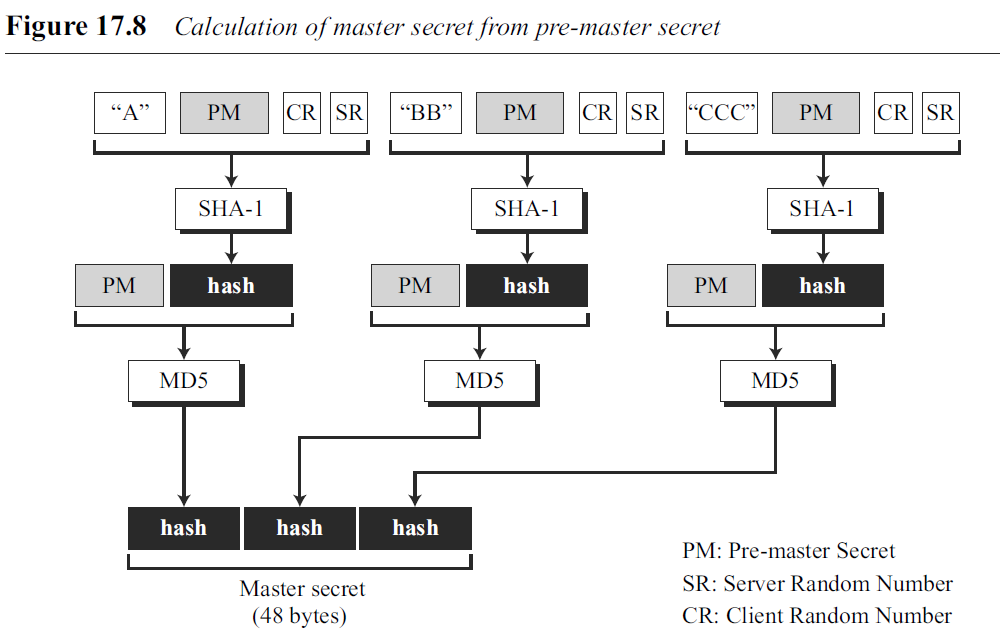 Figure 17.8 Calculation of master secret from pre-master secret
“A” PM CR SR “BB” PM CR SR “CCC” PM CR SR
SHA-1 SHA-1 SHA-1
PM hash PM hash PM hash
MD5 MD5 MD5
hash hash hash
Master secret
(48 bytes)
PM: Pre-master Secret
SR: Server Random Number
CR: Client Random Number